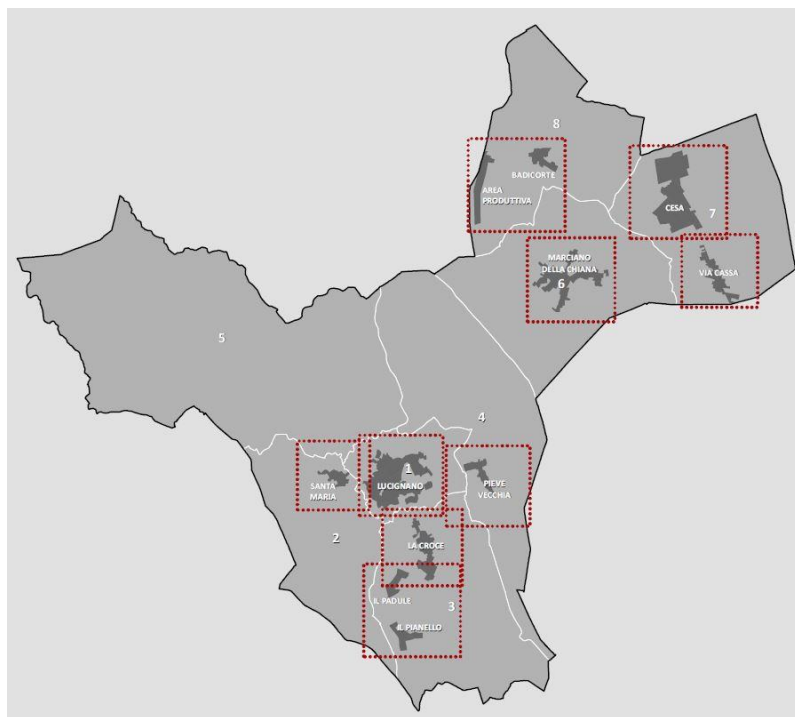 8
BADICORTE
AREA
PRODUTTIVA
CESA
7
MARCIANO
DELLA CHIANA
6
VIA CASSA
5
4
1
LUCIGNANO
SANTA
MARIA
PIEVE
VECCHIA
2
LA CROCE
IL PADULE
3
IL PIANELLO